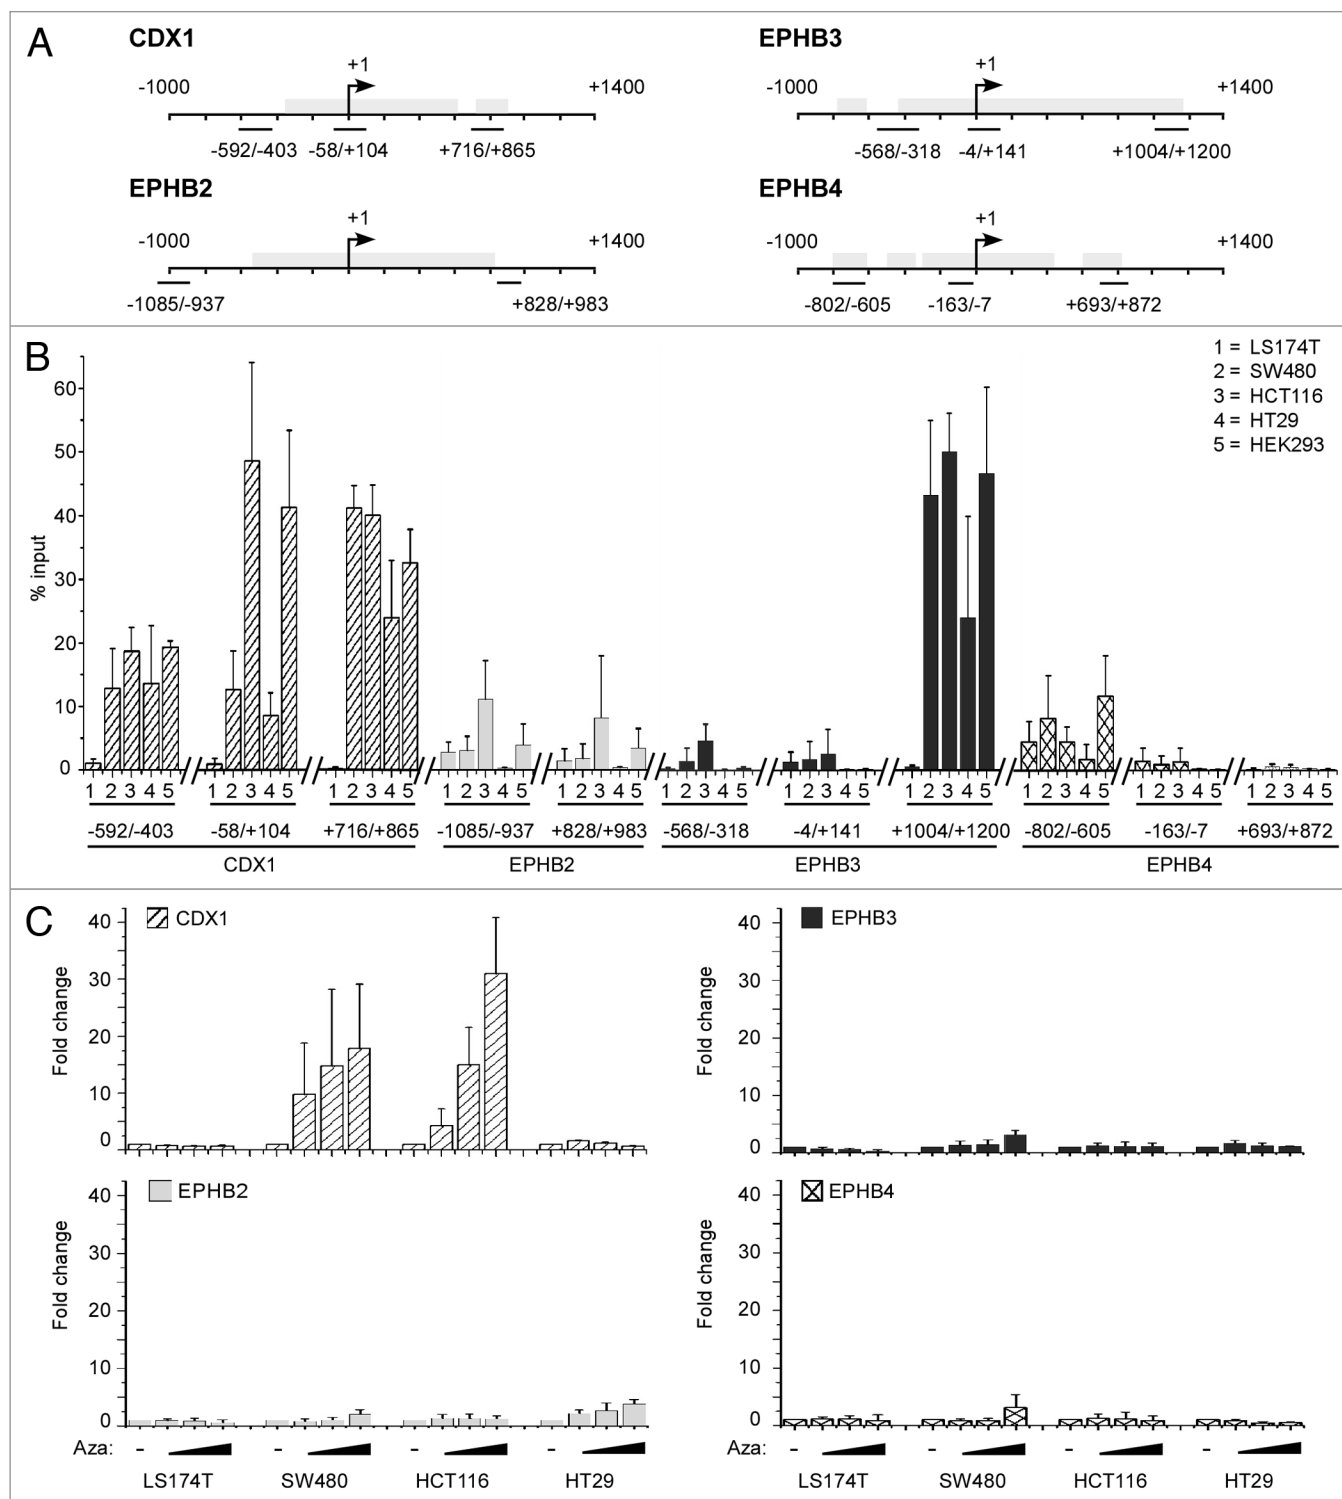 A
CDX1
+1
-1000
+1400
-592/-403 -58/+104 +716/+865
EPHB3
+1
-1000
+1400
-568/-318 -4/+141 +1004/+1200
EPHB2
+1
-1000
+1400
-1085/-937 +828/+983
EPHB4
+1
-1000
+1400
-802/-605 -163/-7 +693/+872
B
1 = LS174T
2 = SW480
3 = HCT116
4 = HT29
5 = HEK293
% input
60
50
40
30
20
10
0
1 2 3 4 5 1 2 3 4 5 1 2 3 4 5 1 2 3 4 5 1 2 3 4 5 1 2 3 4 5 1 2 3 4 5 1 2 3 4 5 1 2 3 4 5 1 2 3 4 5 1 2 3 4 5
-592/-403 -58/+104 +716/+865 -1085/-937 +828/+983 -568/-318 -4/+141 +1004/+1200 -802/-605 -163/-7 +693/+872
CDX1 EPHB2 EPHB3 EPHB4
C
CDX1
Fold change
40
30
20
10
0
EPHB3
Fold change
40
30
20
10
0
EPHB2
Fold change
40
30
20
10
0
Aza: - - - -
LS174T SW480 HCT116 HT29
EPHB4
Fold change
40
30
20
10
0
Aza: - - - -
LS174T SW480 HCT116 HT29